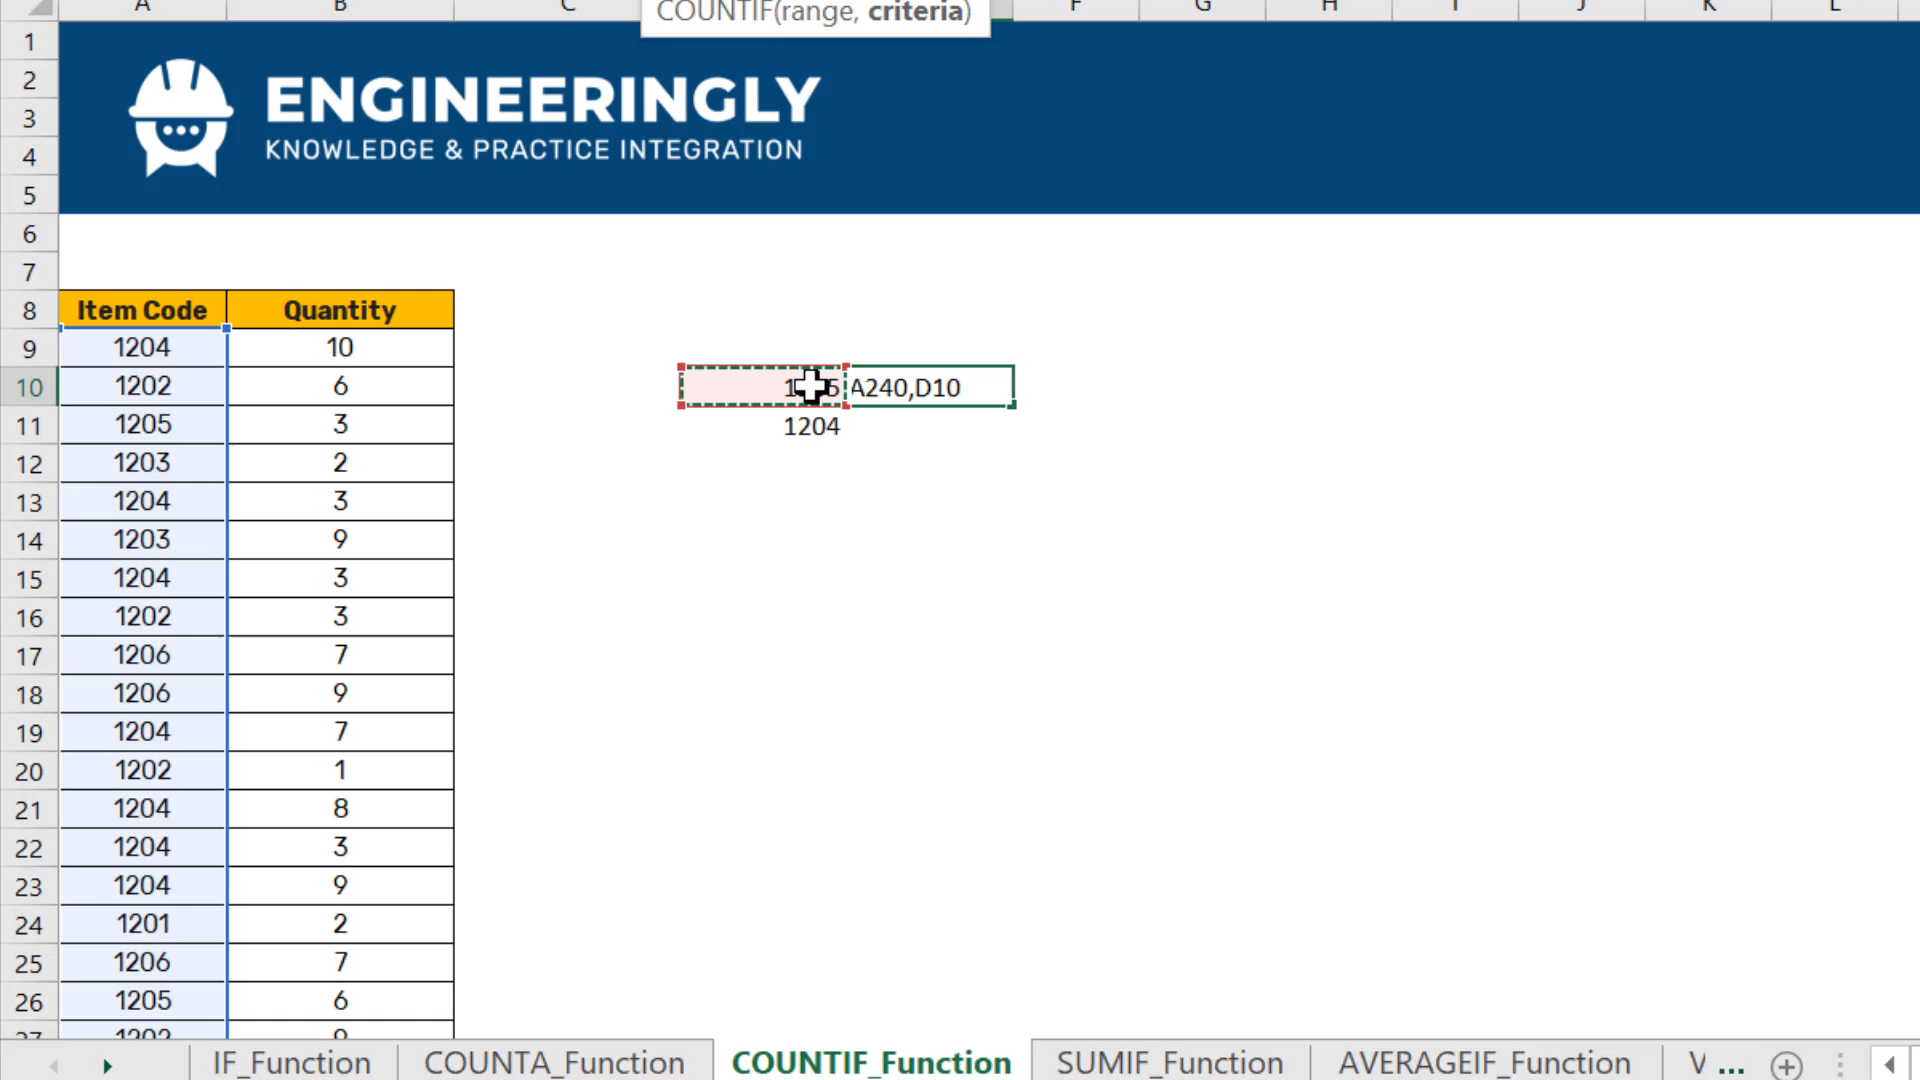 COUNTIF(range, criteria)
A B C F G H I J K L
1
2 ENGINEERINGLY
3
4 KNOWLEDGE & PRACTICE INTEGRATION
5
6
7
8 Item Code Quantity
9 1204 10
10 1202 6 A240,D10
11 1205 3 1204
12 1203 2
13 1204 3
14 1203 9
15 1204 3
16 1202 3
17 1206 7
18 1206 9
19 1204 7
20 1202 1
21 1204 8
22 1204 3
23 1204 9
24 1201 2
25 1206 7
26 1205 6
IF_Function COUNTA_Function COUNTIF_Function SUMIF_Function AVERAGEIF_Function V ...